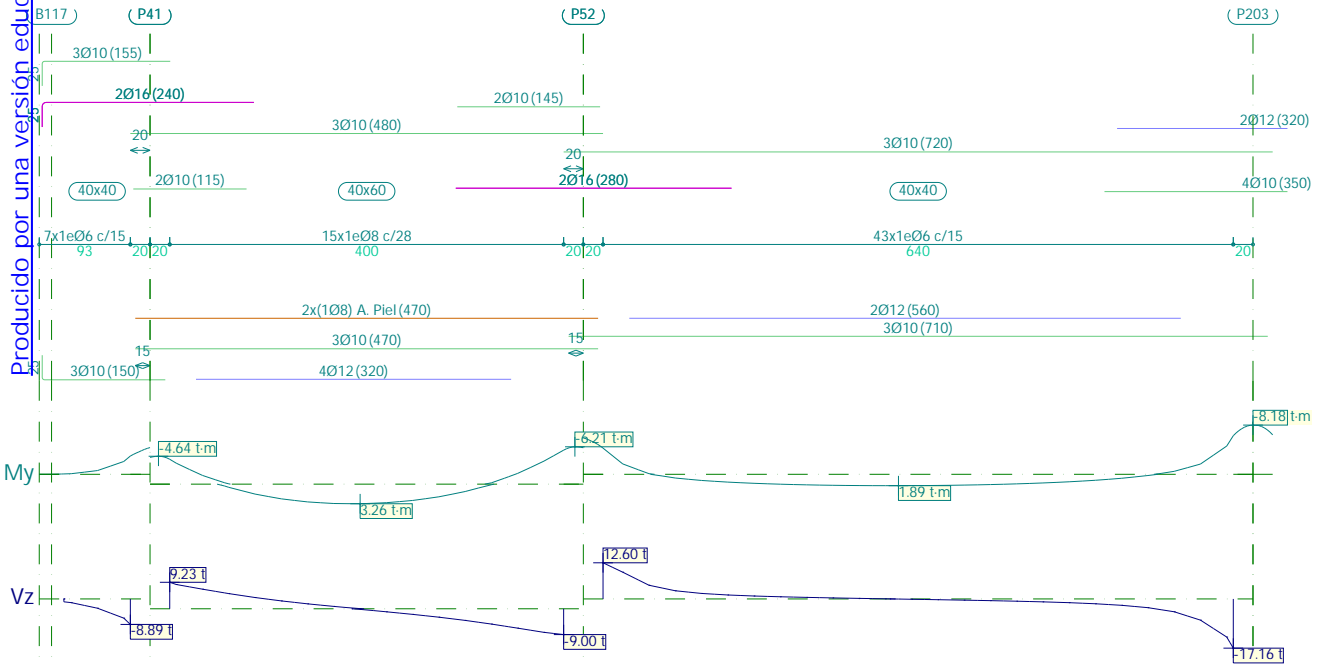 B117
P41
P52
P203
Producido por una versión educ
3Ø10 (155)
25
2Ø16 (240)
25
2Ø10 (145)
3Ø10 (480)
2Ø12 (320)
20
3Ø10 (720)
20
2Ø10 (115)
2Ø16 (280)
4Ø10 (350)
40x40
40x60
40x40
7x1eØ6 c/15
15x1eØ8 c/28
43x1eØ6 c/15
93
20
20
400
20
20
640
20
2x(1Ø8) A. Piel (470)
2Ø12 (560)
3Ø10 (710)
3Ø10 (470)
15
15
25
3Ø10 (150)
4Ø12 (320)
-8.18 t·m
-4.64 t·m
-6.21 t·m
My
1.89 t·m
3.26 t·m
12.60 t
9.23 t
Vz
-8.89 t
-9.00 t
-17.16 t